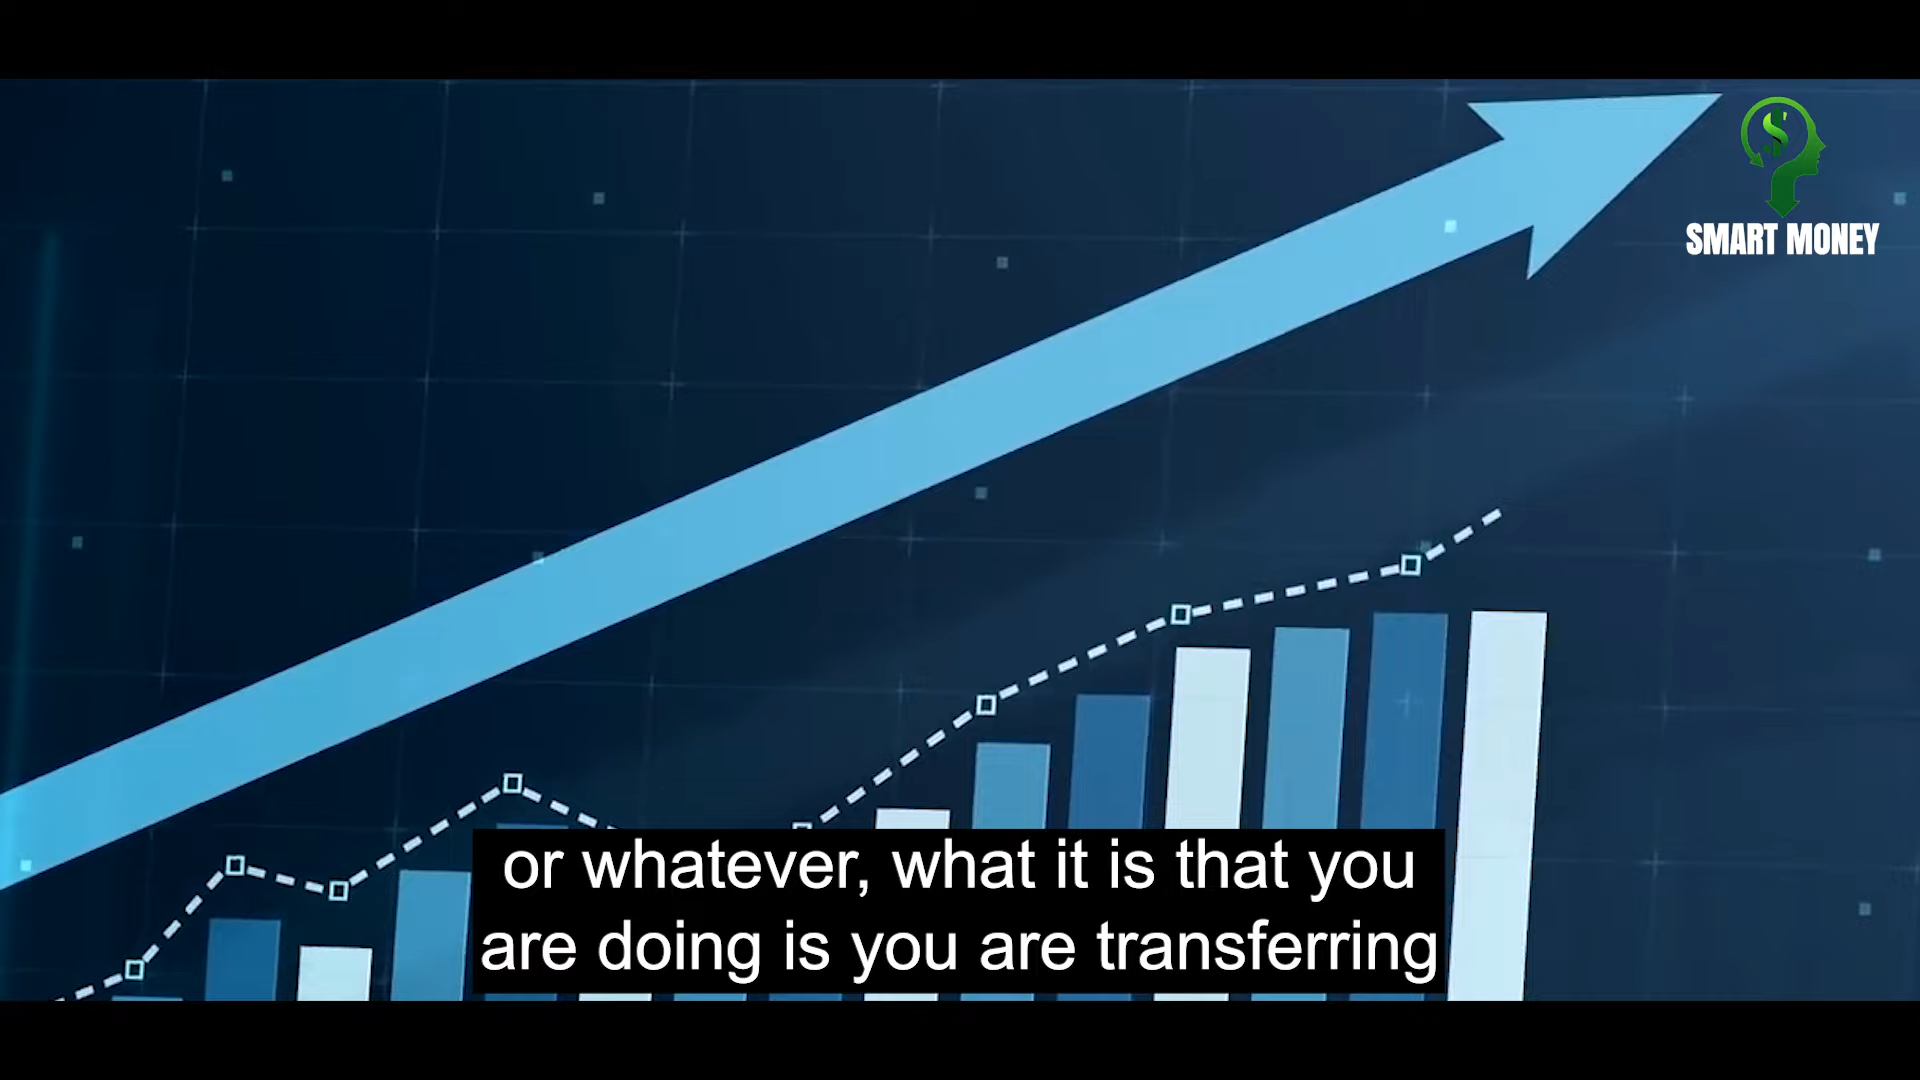 SMART MONEY
or whatever, what it is that you
are doing is you are transferring